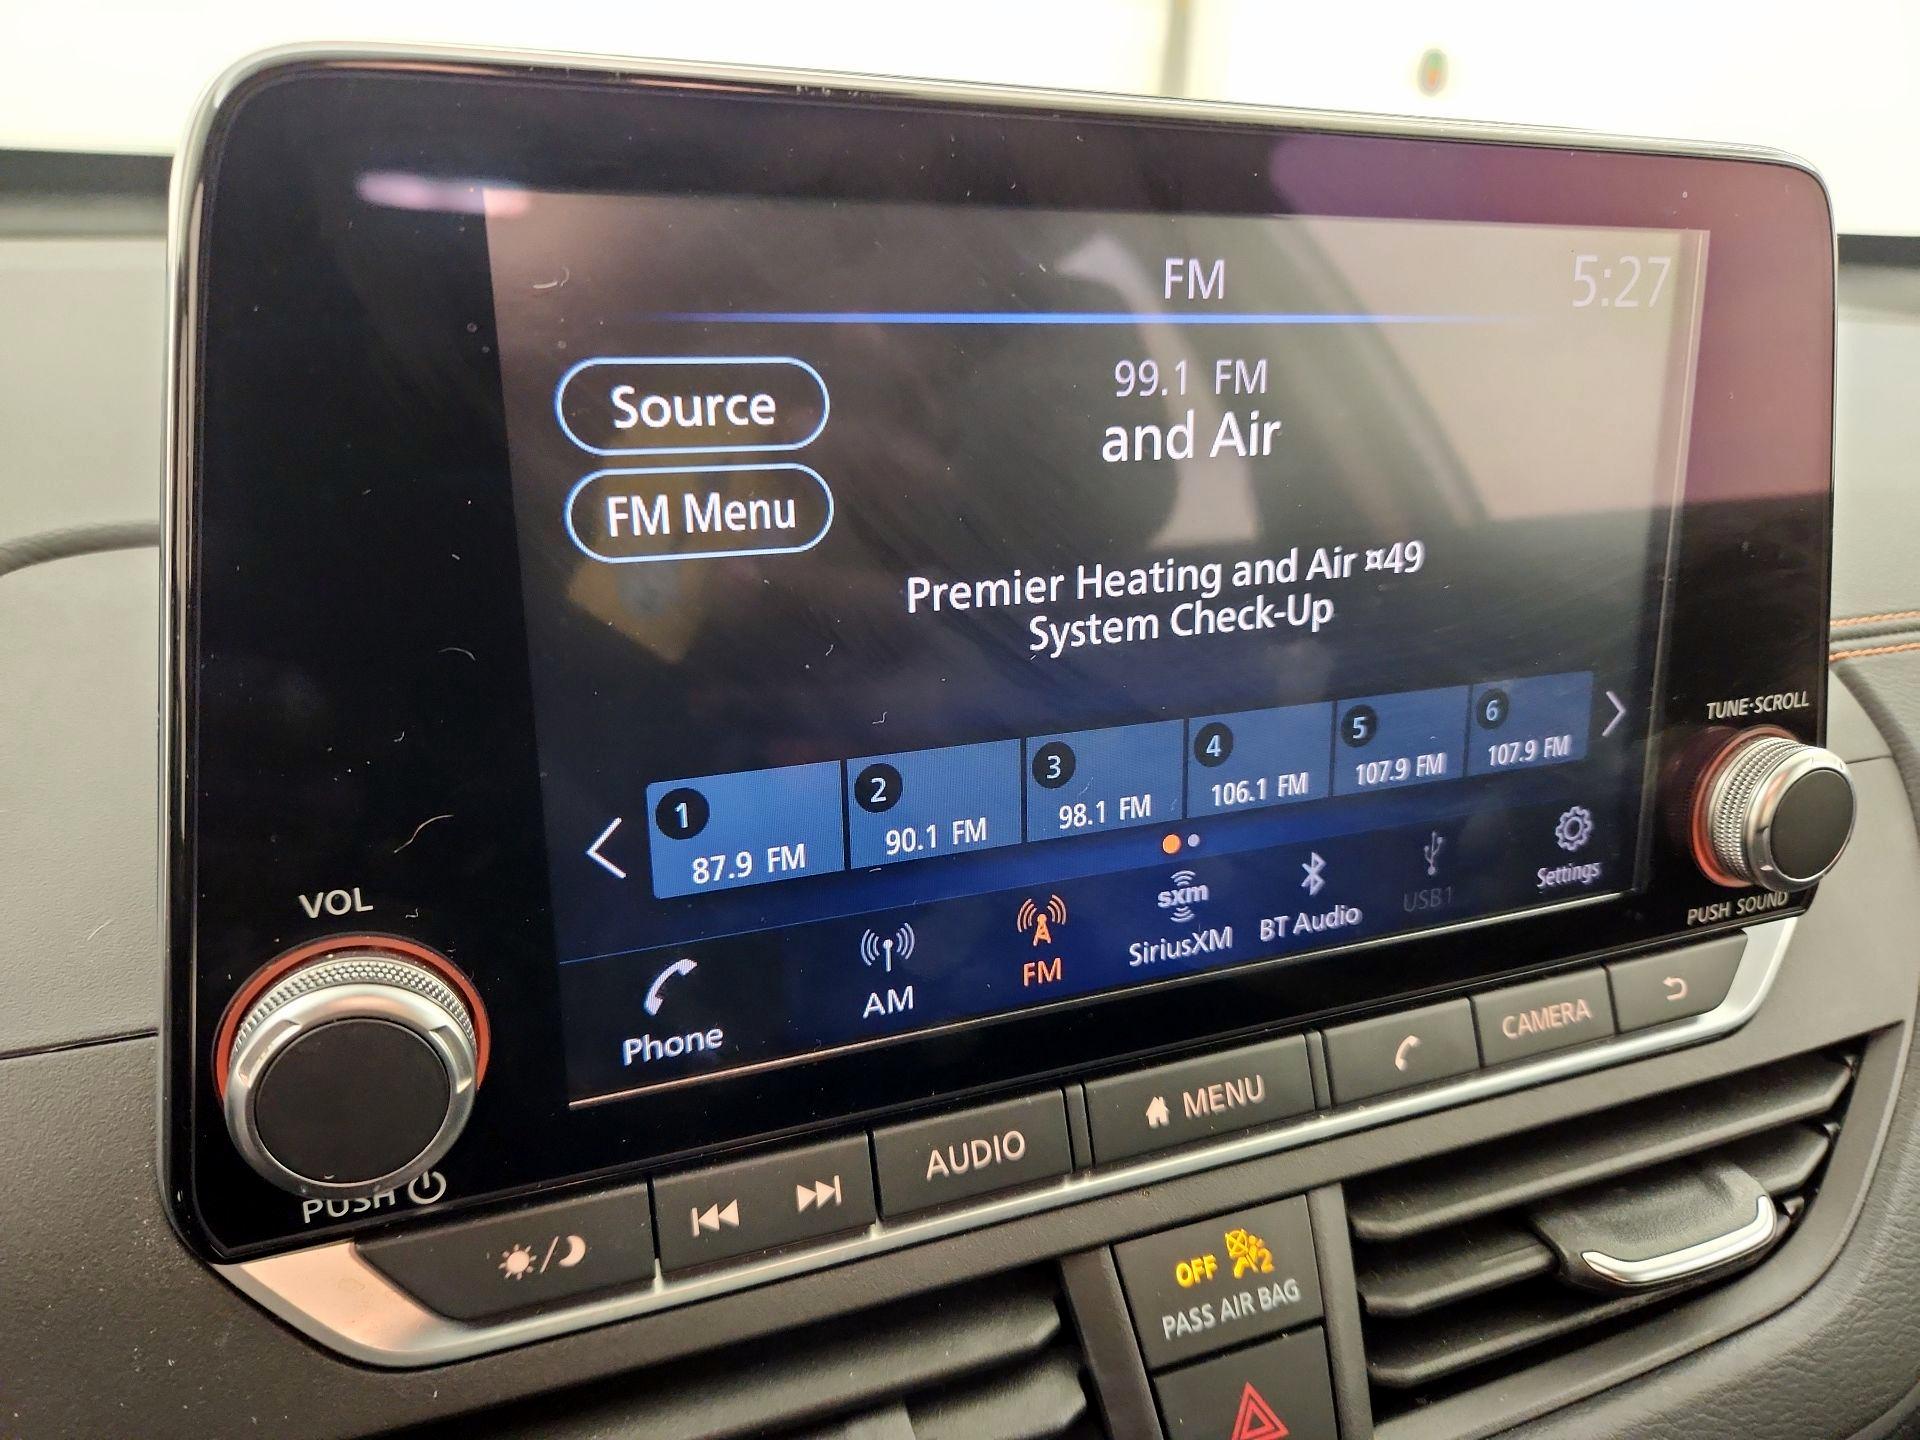 FM
5:27
Source
99.1 FM
and Air
FM Menu
Premier Heating and Air ¤49
System Check-Up
TUNE·SCROLL
1
87.9 FM
2
90.1 FM
3
98.1 FM
4
106.1 FM
5
107.9 FM
6
107.9 FM
PUSH SOUND
VOL
Phone
AM
FM
sxm
SiriusXM
BT Audio
USB1
Settings
PUSH
AUDIO
MENU
CAMERA
OFF
2
PASS AIR BAG